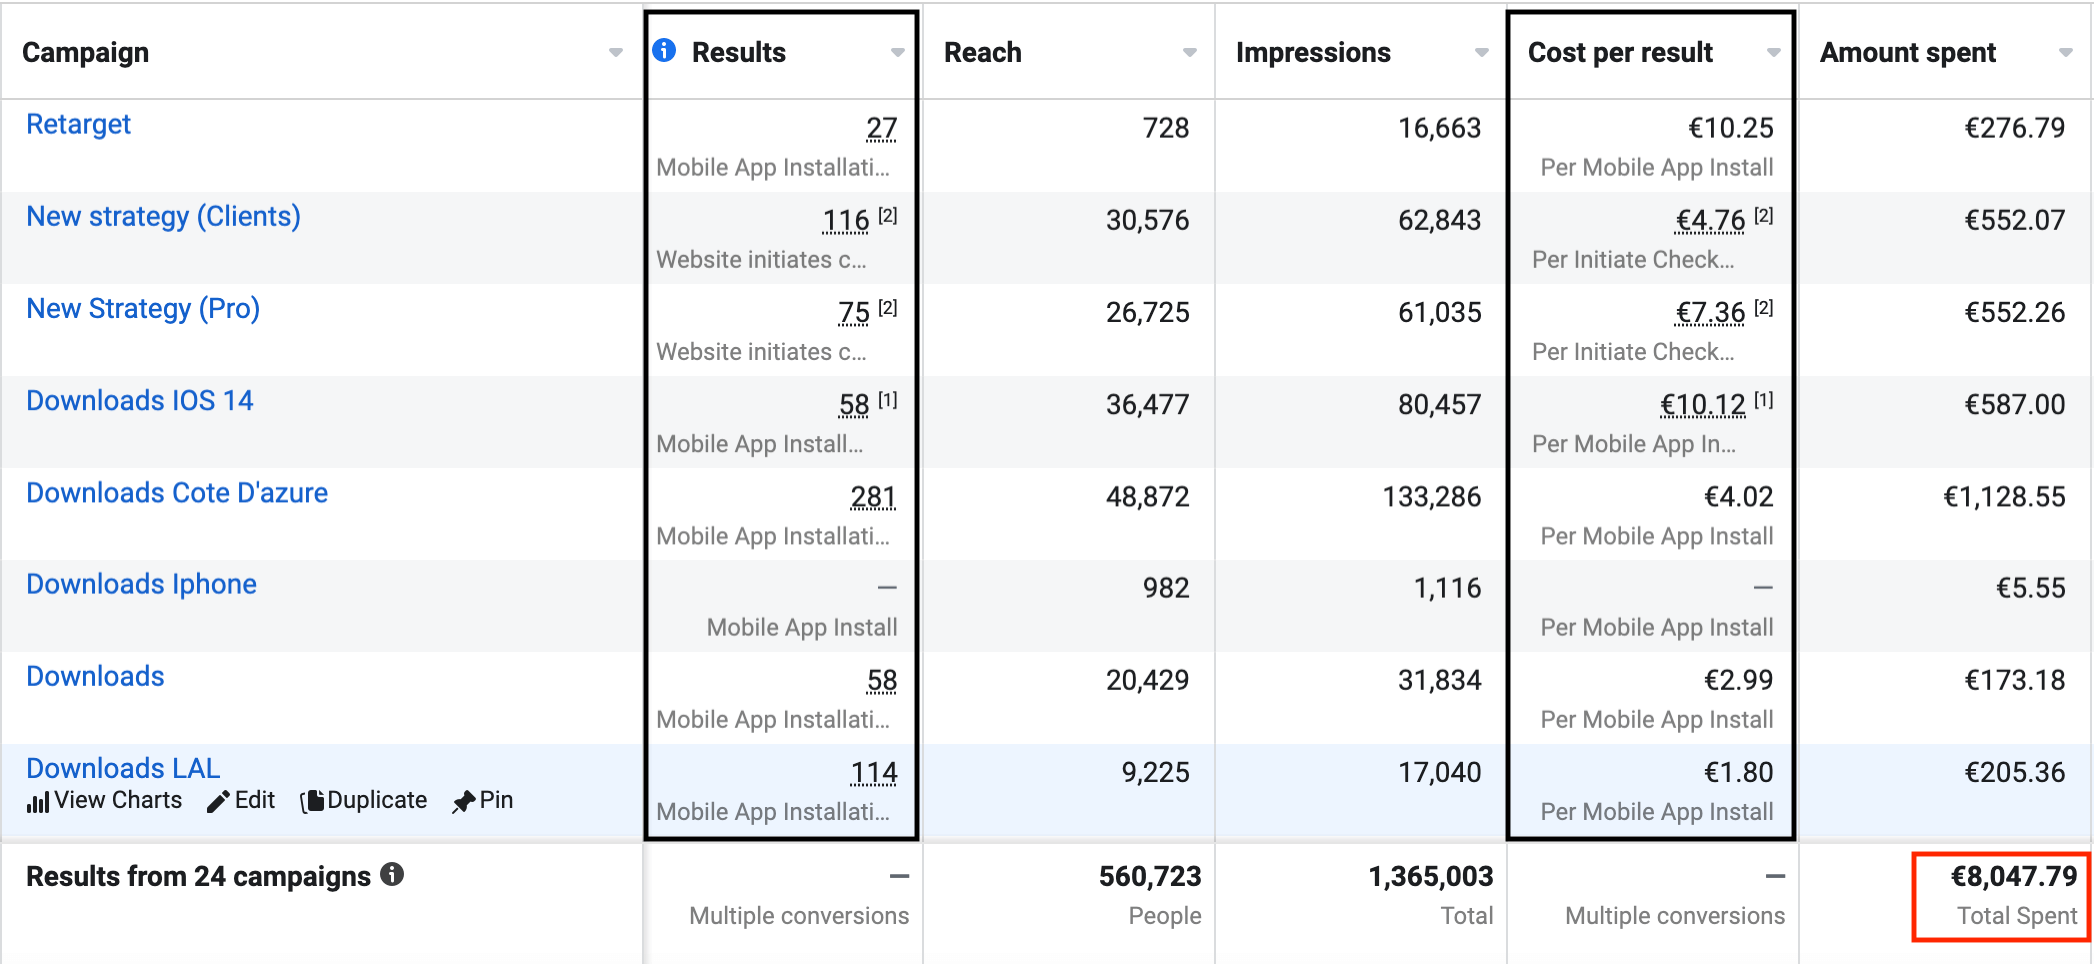 Campaign Results Reach Impressions Cost per result Amount spent
Retarget 27 728 16,663 €10.25 €276.79
Mobile App Installati... Per Mobile App Install
New strategy (Clients) 116 [2] 30,576 62,843 €4.76 [2] €552.07
Website initiates c... Per Initiate Check...
New Strategy (Pro) 75 [2] 26,725 61,035 €7.36 [2] €552.26
Website initiates c... Per Initiate Check...
Downloads IOS 14 58 [1] 36,477 80,457 €10.12 [1] €587.00
Mobile App Install... Per Mobile App In...
Downloads Cote D'azure 281 48,872 133,286 €4.02 €1,128.55
Mobile App Installati... Per Mobile App Install
Downloads Iphone — 982 1,116 — €5.55
Mobile App Install Per Mobile App Install
Downloads 58 20,429 31,834 €2.99 €173.18
Mobile App Installati... Per Mobile App Install
Downloads LAL 114 9,225 17,040 €1.80 €205.36
View Charts Edit Duplicate Pin Mobile App Installati... Per Mobile App Install
Results from 24 campaigns — 560,723 1,365,003 — €8,047.79
Multiple conversions People Total Multiple conversions Total Spent